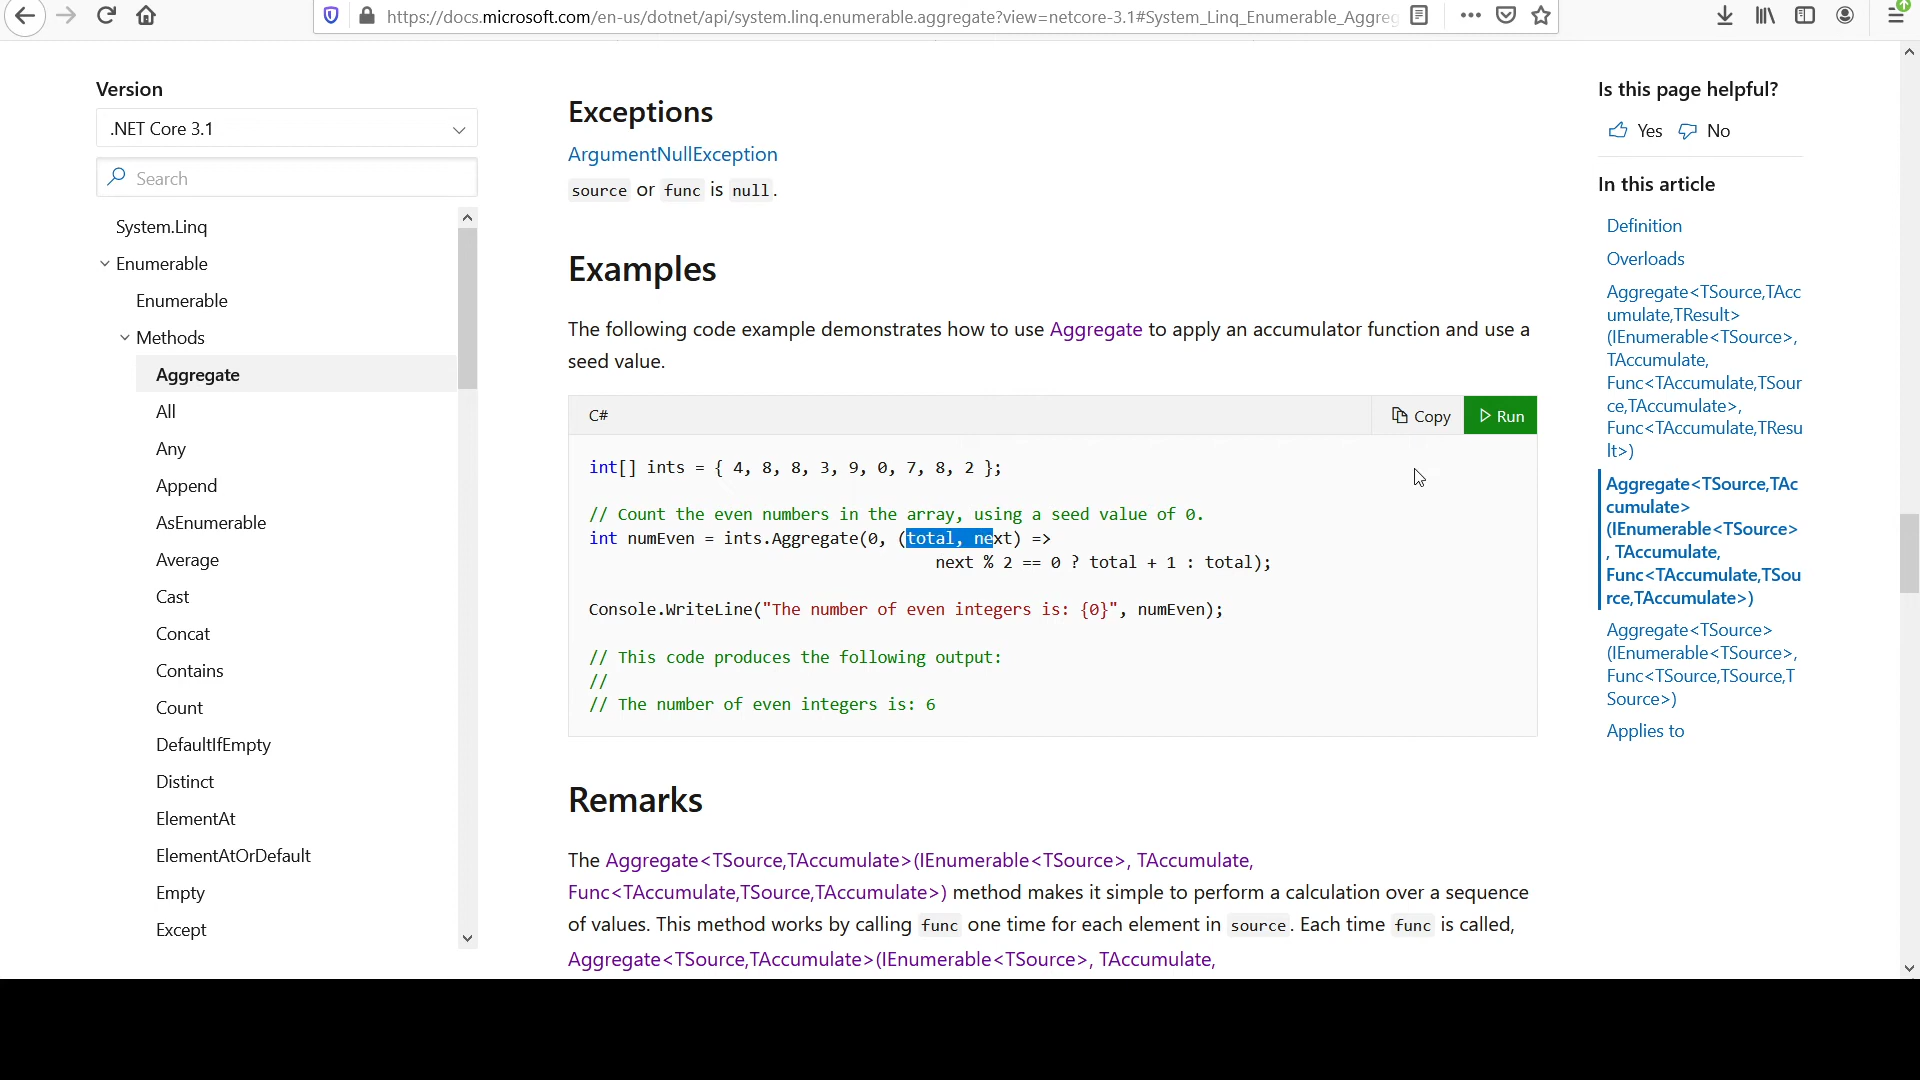 https://docs.microsoft.com/en-us/dotnet/api/system.linq.enumerable.aggregate?view=netcore-3.1#System_Linq_Enumerable_Aggreg
Version
.NET Core 3.1
Search
System.Linq
Enumerable
Enumerable
Methods
Aggregate
All
Any
Append
AsEnumerable
Average
Cast
Concat
Contains
Count
DefaultIfEmpty
Distinct
ElementAt
ElementAtOrDefault
Empty
Except
Exceptions
ArgumentNullException
source or func is null.
Examples
The following code example demonstrates how to use Aggregate to apply an accumulator function and use a
seed value.
C#
Copy
Run
int[] ints = { 4, 8, 8, 3, 9, 0, 7, 8, 2 };
// Count the even numbers in the array, using a seed value of 0.
int numEven = ints.Aggregate(0, (total, next) =>
next % 2 == 0 ? total + 1 : total);
Console.WriteLine("The number of even integers is: {0}", numEven);
// This code produces the following output:
//
// The number of even integers is: 6
Remarks
The Aggregate<TSource,TAccumulate>(IEnumerable<TSource>, TAccumulate,
Func<TAccumulate,TSource,TAccumulate>) method makes it simple to perform a calculation over a sequence
of values. This method works by calling func one time for each element in source. Each time func is called,
Aggregate<TSource,TAccumulate>(IEnumerable<TSource>, TAccumulate,
Is this page helpful?
Yes No
In this article
Definition
Overloads
Aggregate<TSource,TAcc
umulate,TResult>
(IEnumerable<TSource>,
TAccumulate,
Func<TAccumulate,TSour
ce,TAccumulate>,
Func<TAccumulate,TResu
lt>)
Aggregate<TSource,TAc
cumulate>
(IEnumerable<TSource>
, TAccumulate,
Func<TAccumulate,TSou
rce,TAccumulate>)
Aggregate<TSource>
(IEnumerable<TSource>,
Func<TSource,TSource,T
Source>)
Applies to